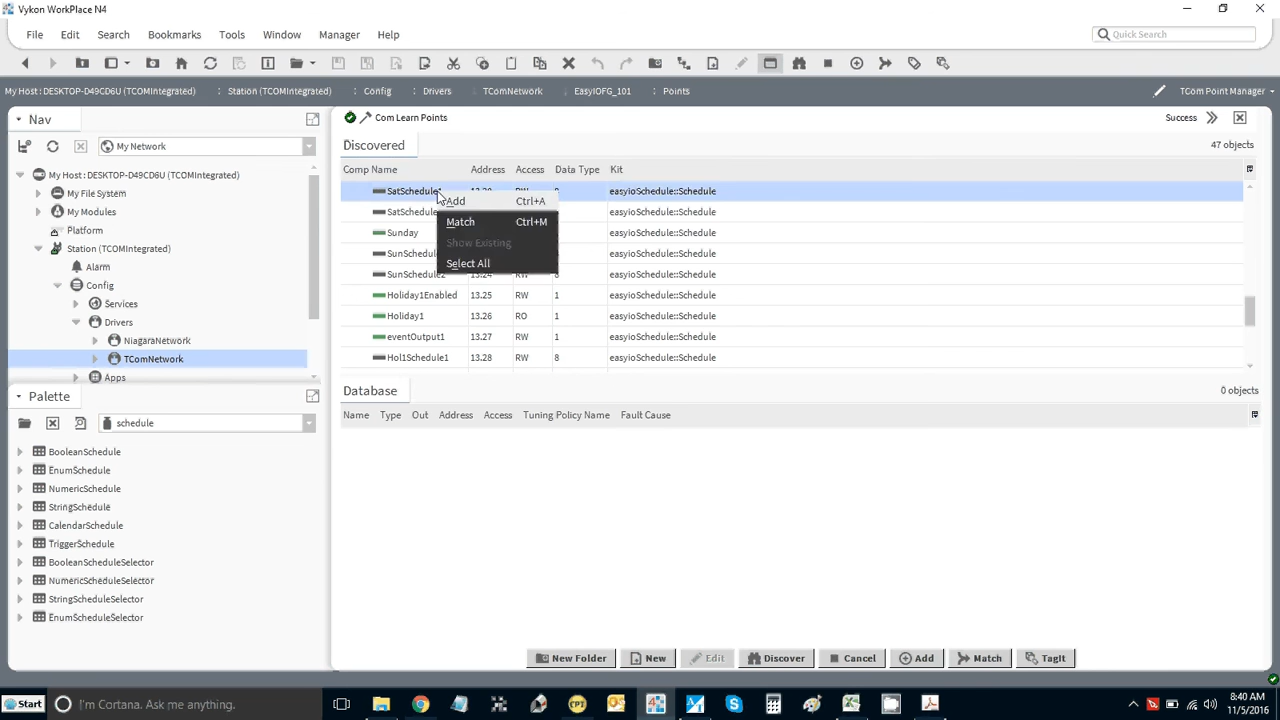 Vykon WorkPlace N4
File Edit Search Bookmarks Tools Window Manager Help
Quick Search
My Host : DESKTOP-D49CD6U (TCOMIntegrated) Station (TCOMIntegrated) Config Drivers TComNetwork EasyIOFG_101 Points TCom Point Manager
Nav
My Network
My Host : DESKTOP-D49CD6U (TCOMIntegrated)
My File System
My Modules
Platform
Station (TCOMIntegrated)
Alarm
Config
Services
Drivers
NiagaraNetwork
TComNetwork
Apps
Palette
schedule
BooleanSchedule
EnumSchedule
NumericSchedule
StringSchedule
CalendarSchedule
TriggerSchedule
BooleanScheduleSelector
NumericScheduleSelector
StringScheduleSelector
EnumScheduleSelector
Com Learn Points Success
Discovered 47 objects
Comp Name Address Access Data Type Kit
SatSchedule1 easyioSchedule::Schedule
SatSchedule easyioSchedule::Schedule
Sunday easyioSchedule::Schedule
SunSchedule easyioSchedule::Schedule
SunSchedule2 13.24 RW 8 easyioSchedule::Schedule
Holiday1Enabled 13.25 RW 1 easyioSchedule::Schedule
Holiday1 13.26 RO 1 easyioSchedule::Schedule
eventOutput1 13.27 RW 1 easyioSchedule::Schedule
Hol1Schedule1 13.28 RW 8 easyioSchedule::Schedule
Add Ctrl+A
Match Ctrl+M
Show Existing
Select All
Database 0 objects
Name Type Out Address Access Tuning Policy Name Fault Cause
New Folder New Edit Discover Cancel Add Match TagIt
Start I'm Cortana. Ask me anything. CPT 8:40 AM
11/5/2016